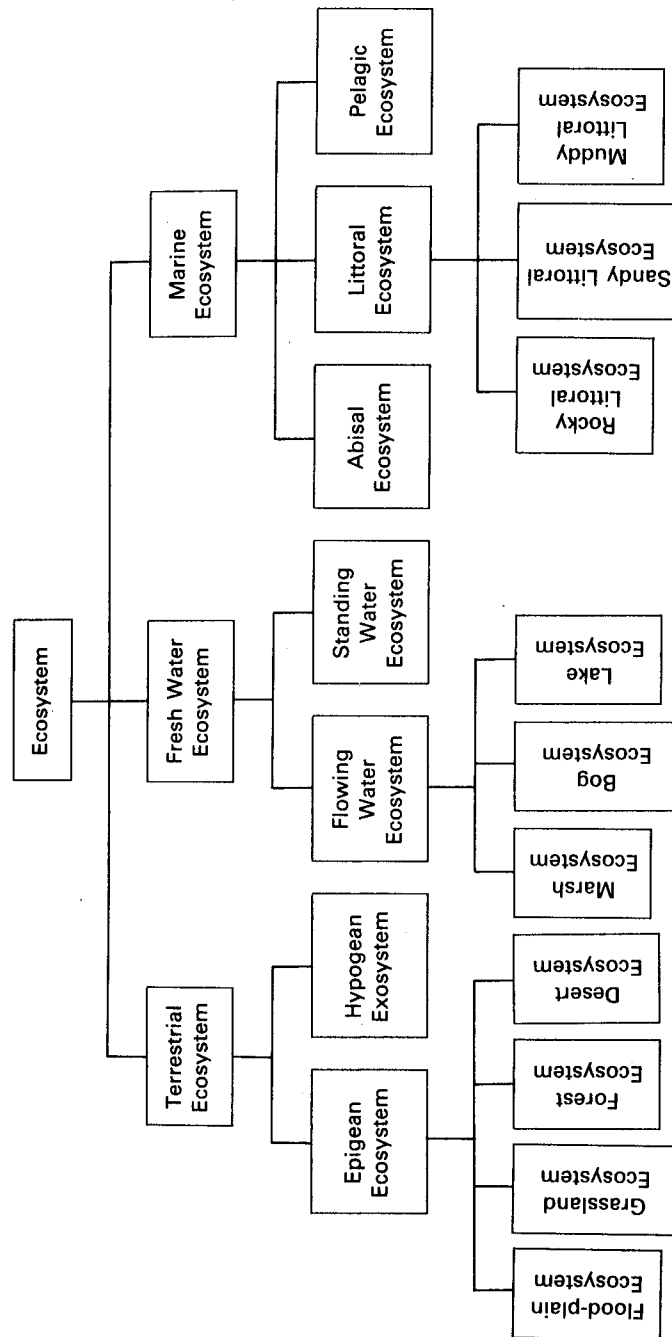 Ecosystem
Terrestrial
Ecosystem
Fresh Water
Ecosystem
Marine
Ecosystem
Epigean
Ecosystem
Hypogean
Exosystem
Flowing
Water
Ecosystem
Standing
Water
Ecosystem
Abisal
Ecosystem
Littoral
Ecosystem
Pelagic
Ecosystem
Flood-plain
Ecosystem
Grassland
Ecosystem
Forest
Ecosystem
Desert
Ecosystem
Marsh
Ecosystem
Bog
Ecosystem
Lake
Ecosystem
Rocky
Littoral
Ecosystem
Sandy Littoral
Ecosystem
Muddy
Littoral
Ecosystem